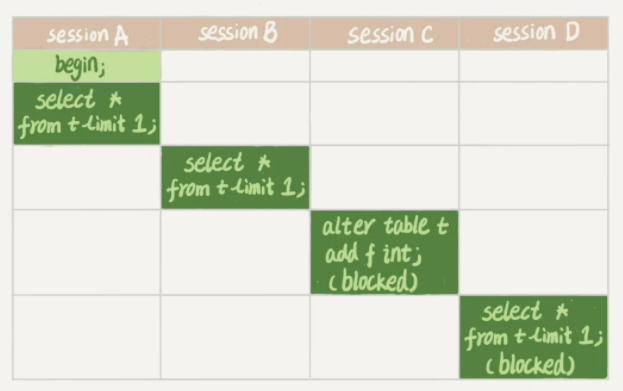 session A
session B
session C
session D
begin;
select *
from t limit 1;
select *
from t limit 1;
alter table t
add f int;
(blocked)
select *
from t limit 1;
(blocked)